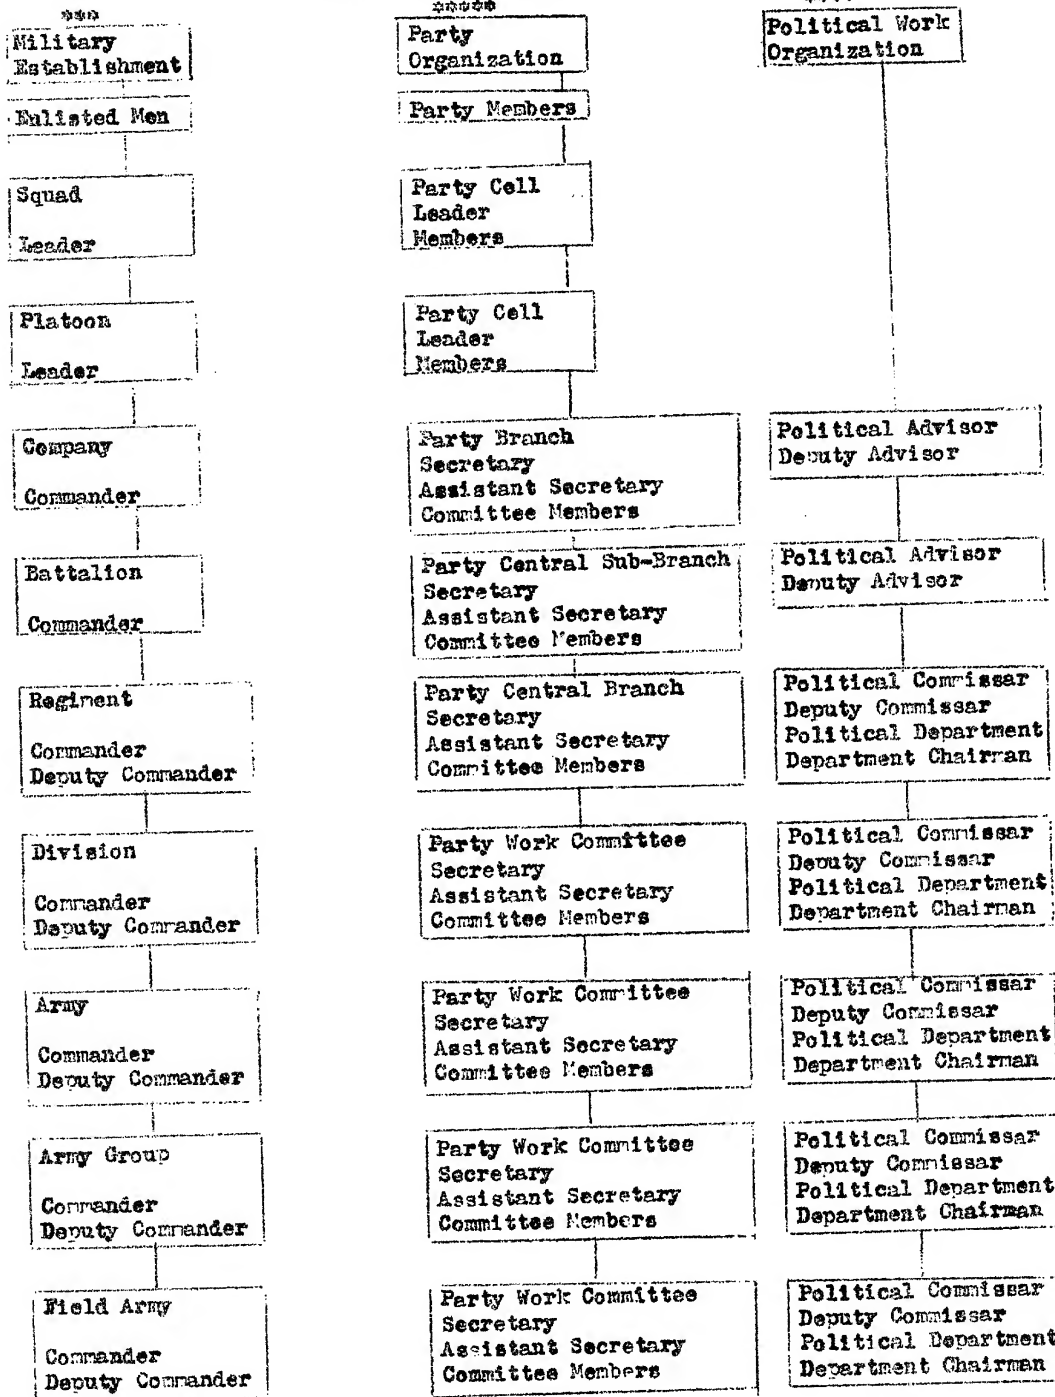 ***
Military
Establishment
Enlisted Men
Squad
Leader
Platoon
Leader
Company
Commander
Battalion
Commander
Regiment
Commander
Deputy Commander
Division
Commander
Deputy Commander
Army
Commander
Deputy Commander
Army Group
Commander
Deputy Commander
Field Army
Commander
Deputy Commander
*****
Party
Organization
Party Members
Party Cell
Leader
Members
Party Cell
Leader
Members
Party Branch
Secretary
Assistant Secretary
Committee Members
Party Central Sub-Branch
Secretary
Assistant Secretary
Committee Members
Party Central Branch
Secretary
Assistant Secretary
Committee Members
Party Work Committee
Secretary
Assistant Secretary
Committee Members
Party Work Committee
Secretary
Assistant Secretary
Committee Members
Party Work Committee
Secretary
Assistant Secretary
Committee Members
Party Work Committee
Secretary
Assistant Secretary
Committee Members
Political Work
Organization
Political Advisor
Deputy Advisor
Political Advisor
Deputy Advisor
Political Commissar
Deputy Commissar
Political Department
Department Chairman
Political Commissar
Deputy Commissar
Political Department
Department Chairman
Political Commissar
Deputy Commissar
Political Department
Department Chairman
Political Commissar
Deputy Commissar
Political Department
Department Chairman
Political Commissar
Deputy Commissar
Political Department
Department Chairman